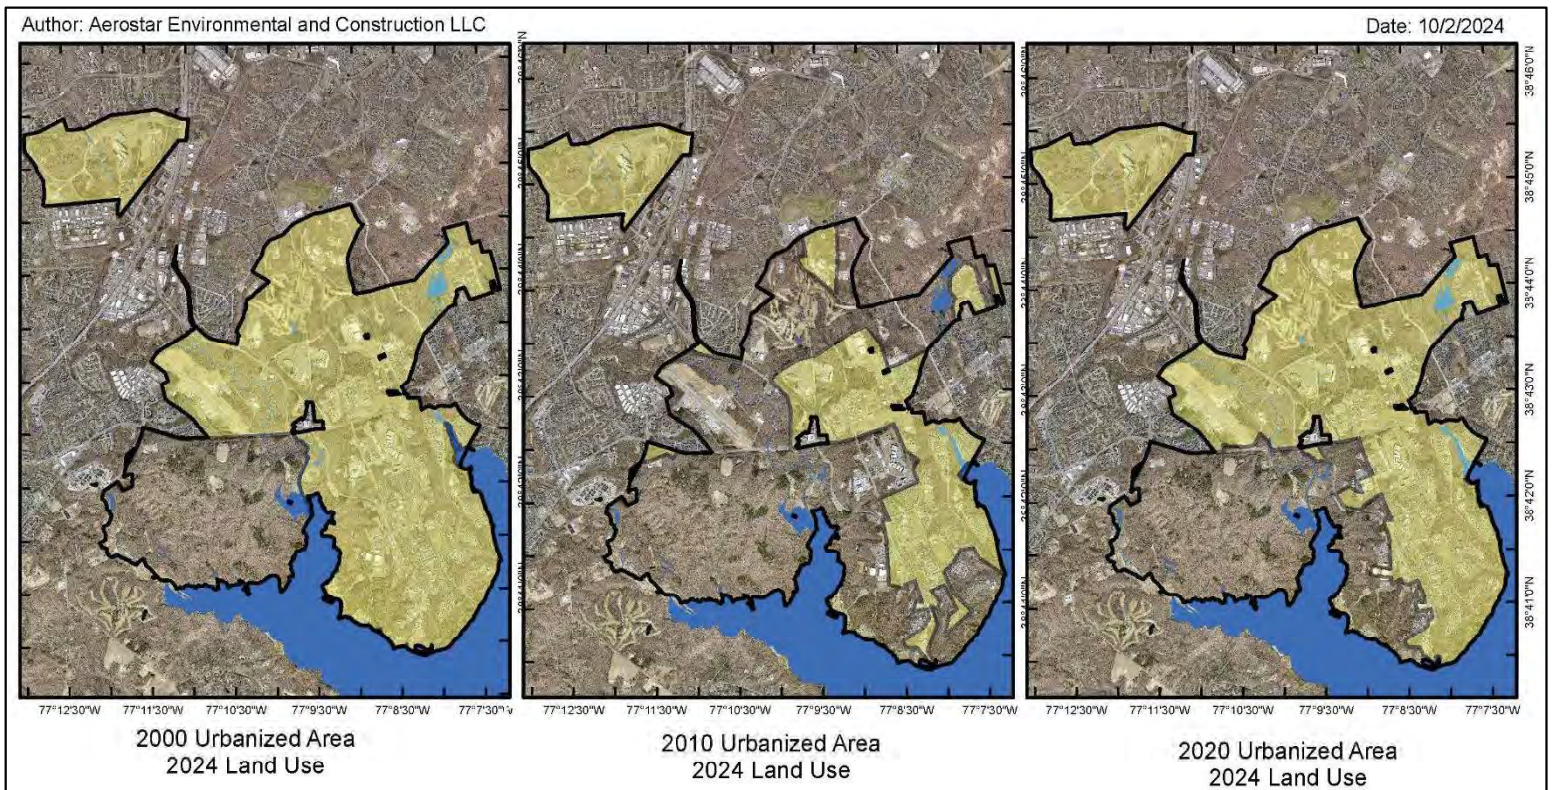 Author: Aerostar Environmental and Construction LLC
Date: 10/2/2024
38°46'0"N
38°45'0"N
38°44'0"N
38°43'0"N
38°42'0"N
38°41'0"N
77°12'30"W 77°11'30"W 77°10'30"W 77°9'30"W 77°8'30"W 77°7'30"W
77°12'30"W 77°11'30"W 77°10'30"W 77°9'30"W 77°8'30"W 77°7'30"W
77°12'30"W 77°11'30"W 77°10'30"W 77°9'30"W 77°8'30"W 77°7'30"W
2000 Urbanized Area
2024 Land Use
2010 Urbanized Area
2024 Land Use
2020 Urbanized Area
2024 Land Use